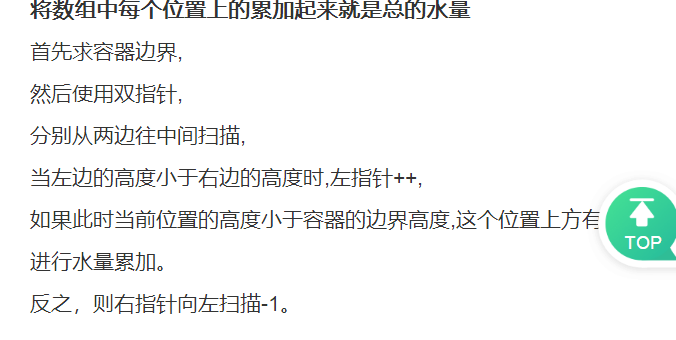 将数组中每个位置上的累加起来就是总的水量
首先求容器边界,
然后使用双指针,
分别从两边往中间扫描,
当左边的高度小于右边的高度时,左指针++,
如果此时当前位置的高度小于容器的边界高度,这个位置上方有
TOP
进行水量累加。
反之，则右指针向左扫描-1。